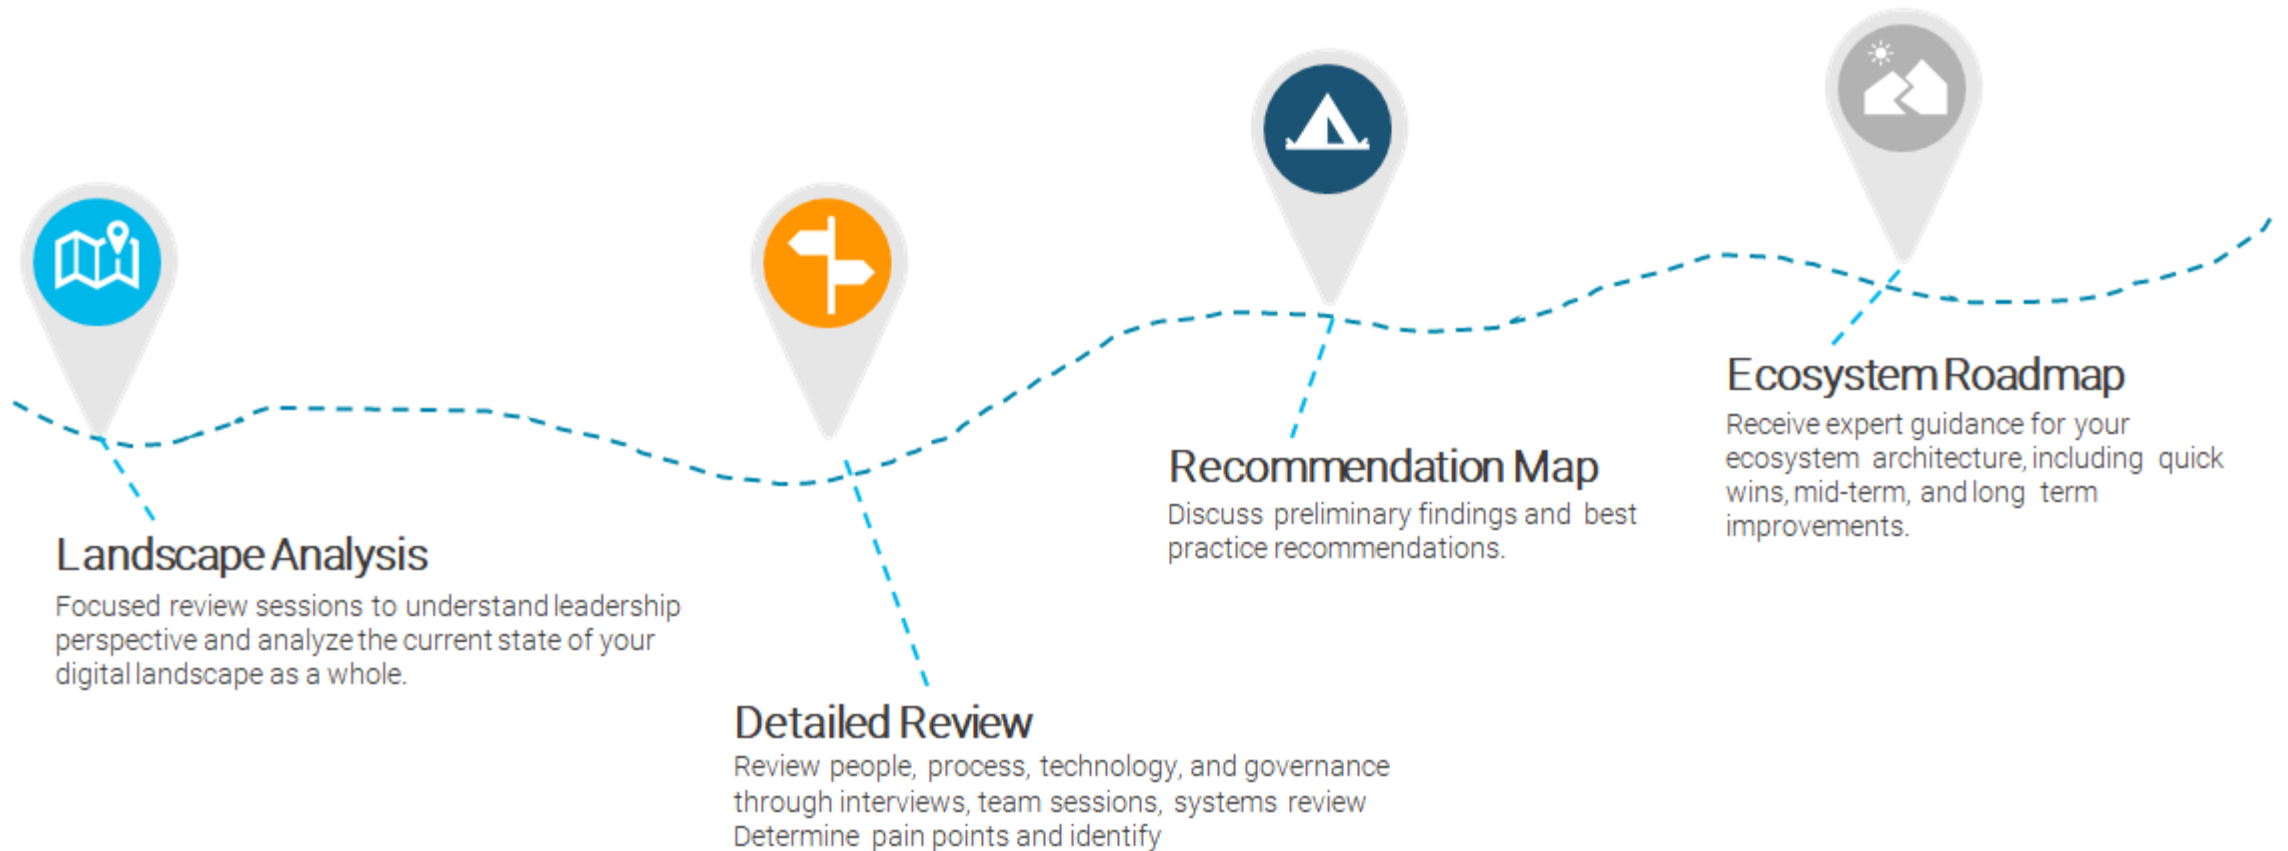 Landscape Analysis
Focused review sessions to understand leadership
perspective and analyze the current state of your
digital landscape as a whole.
Detailed Review
Review people, process, technology, and governance
through interviews, team sessions, systems review
Determine pain points and identify
Recommendation Map
Discuss preliminary findings and best
practice recommendations.
Ecosystem Roadmap
Receive expert guidance for your
ecosystem architecture, including quick
wins, mid-term, and long term
improvements.